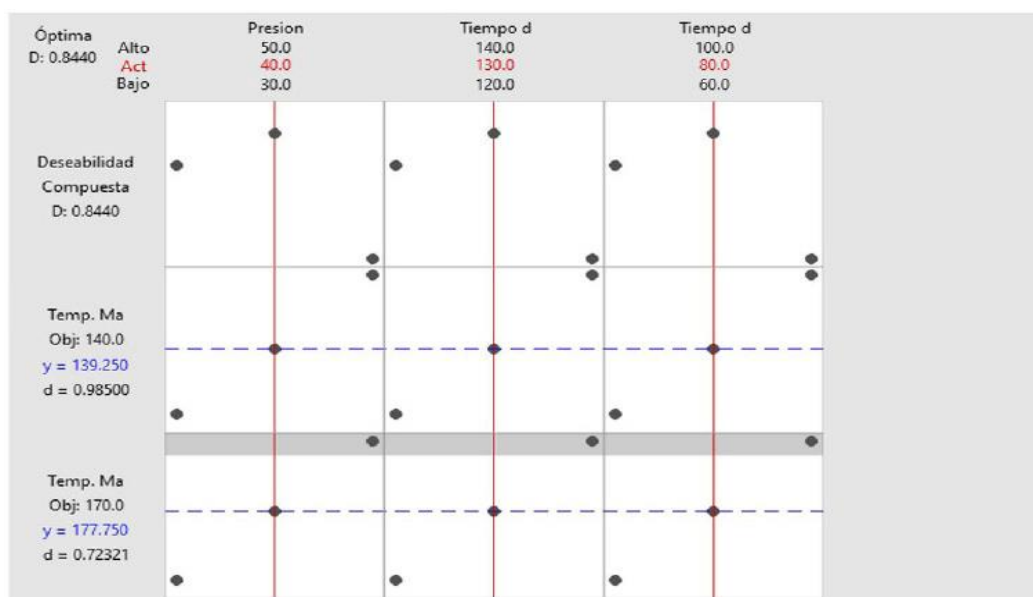 Óptima
D: 0.8440
Alto
Act
Bajo
Presion
50.0
40.0
30.0
Tiempo d
140.0
130.0
120.0
Tiempo d
100.0
80.0
60.0
Deseabilidad
Compuesta
D: 0.8440
Temp. Ma
Obj: 140.0
y = 139.250
d = 0.98500
Temp. Ma
Obj: 170.0
y = 177.750
d = 0.72321